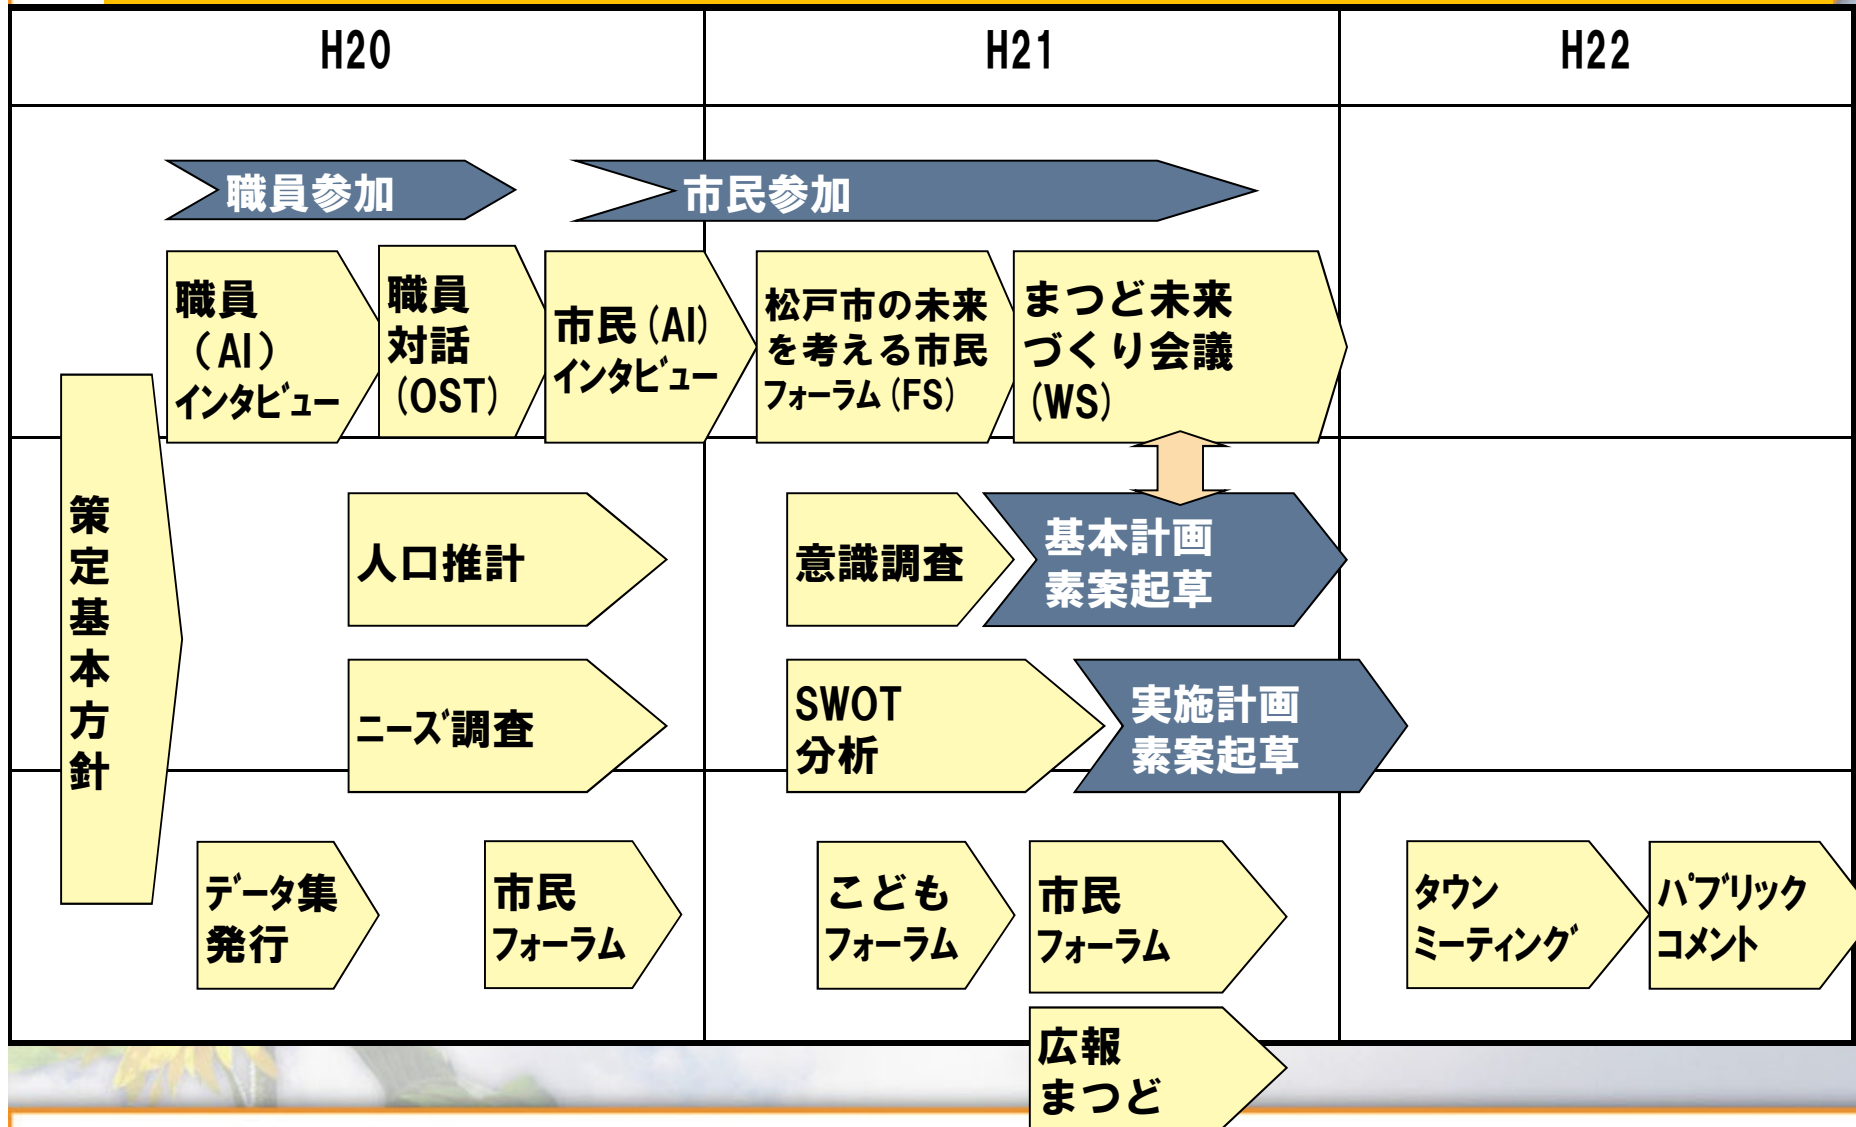 H20
H21
H22
職員参加
市民参加
職員
（AI）
インタビュー
職員
対話
(OST)
市民(AI)
インタビュー
松戸市の未来
を考える市民
フォーラム(FS)
まつど未来
づくり会議
(WS)
策定基本方針
人口推計
意識調査
基本計画
素案起草
ニーズ調査
SWOT
分析
実施計画
素案起草
データ集
発行
市民
フォーラム
こども
フォーラム
市民
フォーラム
タウン
ミーティング
パブリック
コメント
広報
まつど